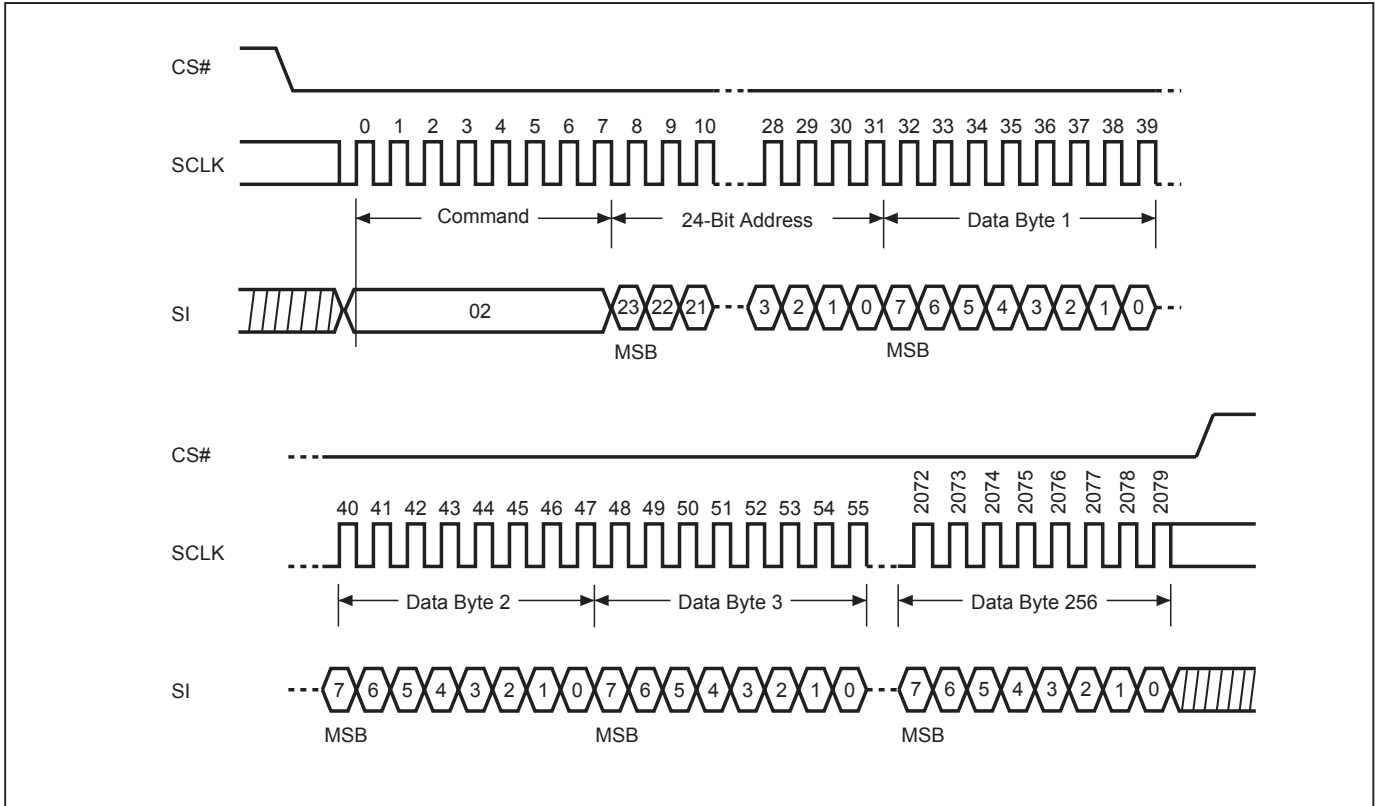 CS#
0 1 2 3 4 5 6 7 8 9 10 28 29 30 31 32 33 34 35 36 37 38 39
SCLK
Command 24-Bit Address Data Byte 1
SI 02 23 22 21 3 2 1 0 7 6 5 4 3 2 1 0
MSB MSB
CS#
40 41 42 43 44 45 46 47 48 49 50 51 52 53 54 55 2072 2073 2074 2075 2076 2077 2078 2079
SCLK
Data Byte 2 Data Byte 3 Data Byte 256
SI 7 6 5 4 3 2 1 0 7 6 5 4 3 2 1 0 7 6 5 4 3 2 1 0
MSB MSB MSB